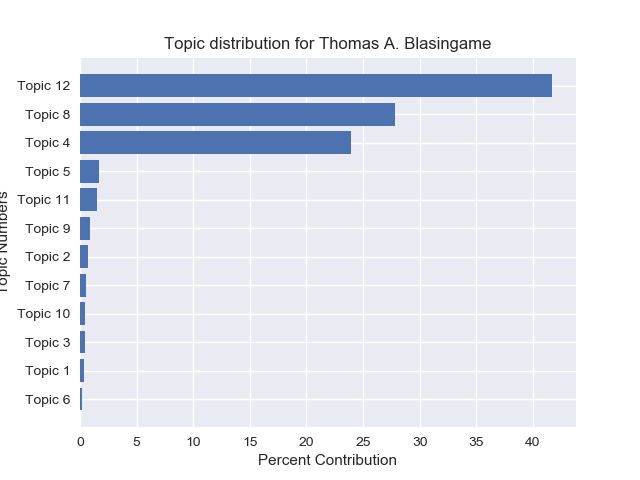 Topic distribution for Thomas A. Blasingame
Topic Numbers
Topic 12
Topic 8
Topic 4
Topic 5
Topic 11
Topic 9
Topic 2
Topic 7
Topic 10
Topic 3
Topic 1
Topic 6
0 5 10 15 20 25 30 35 40
Percent Contribution